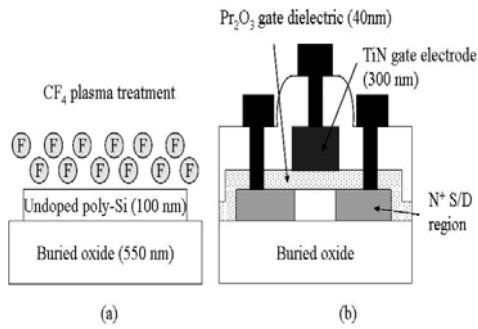 Pr₂O₃ gate dielectric (40nm)
TiN gate electrode
(300 nm)
CF₄ plasma treatment
F F F F F F
F F F F F F
Undoped poly-Si (100 nm)
Buried oxide (550 nm)
N⁺ S/D
region
Buried oxide
(a)
(b)